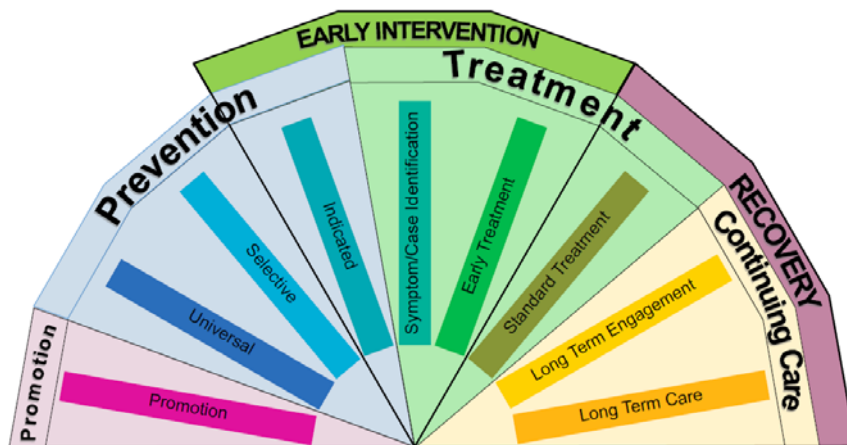 EARLY INTERVENTION
Prevention
Treatment
RECOVERY
Continuing Care
Promotion
Promotion
Universal
Selective
Indicated
Symptom/Case Identification
Early Treatment
Standard Treatment
Long Term Engagement
Long Term Care